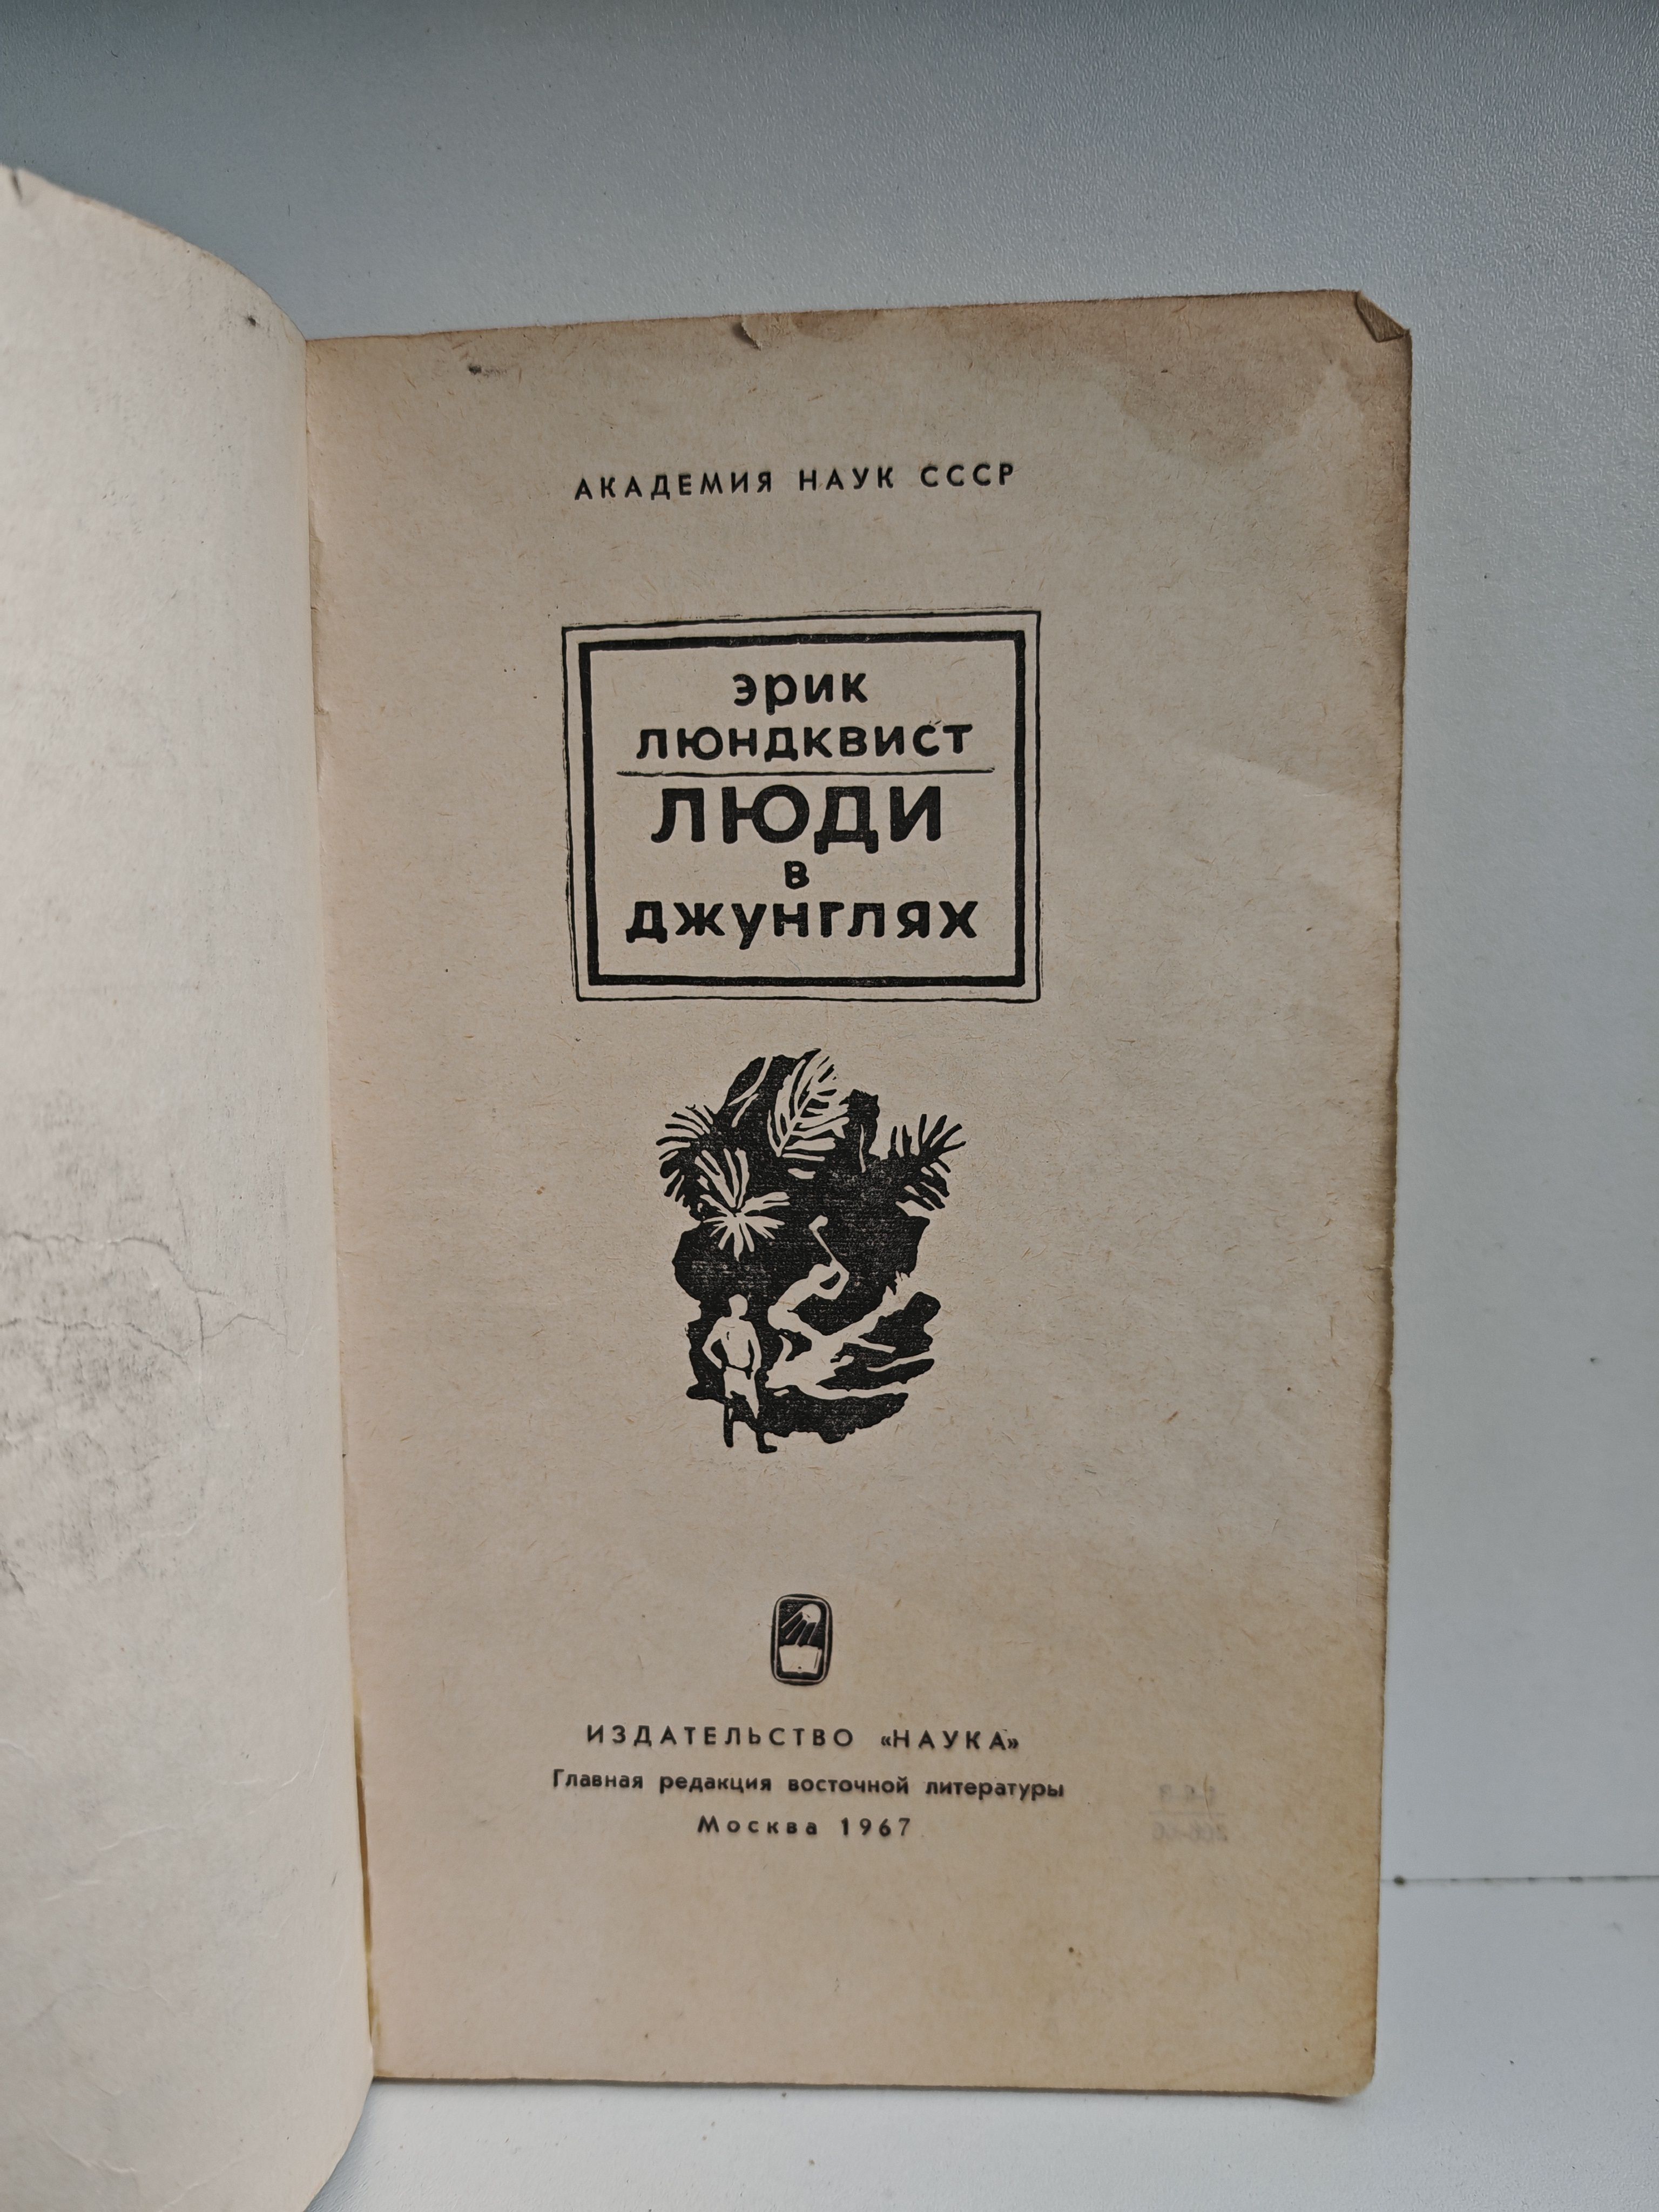 АКАДЕМИЯ НАУК СССР
эрик
люндквист
ЛЮДИ
в
джунглях
ИЗДАТЕЛЬСТВО «НАУКА»
Главная редакция восточной литературы
Москва 1967